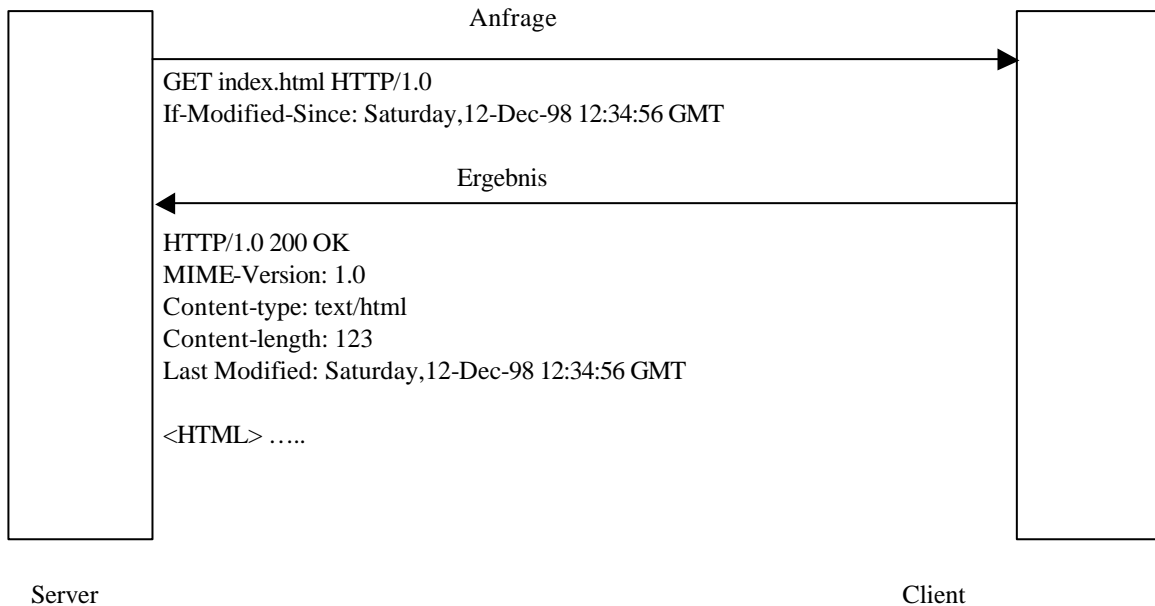 Anfrage
GET index.html HTTP/1.0
If-Modified-Since: Saturday,12-Dec-98 12:34:56 GMT
Ergebnis
HTTP/1.0 200 OK
MIME-Version: 1.0
Content-type: text/html
Content-length: 123
Last Modified: Saturday,12-Dec-98 12:34:56 GMT
<HTML> …..
Server
Client